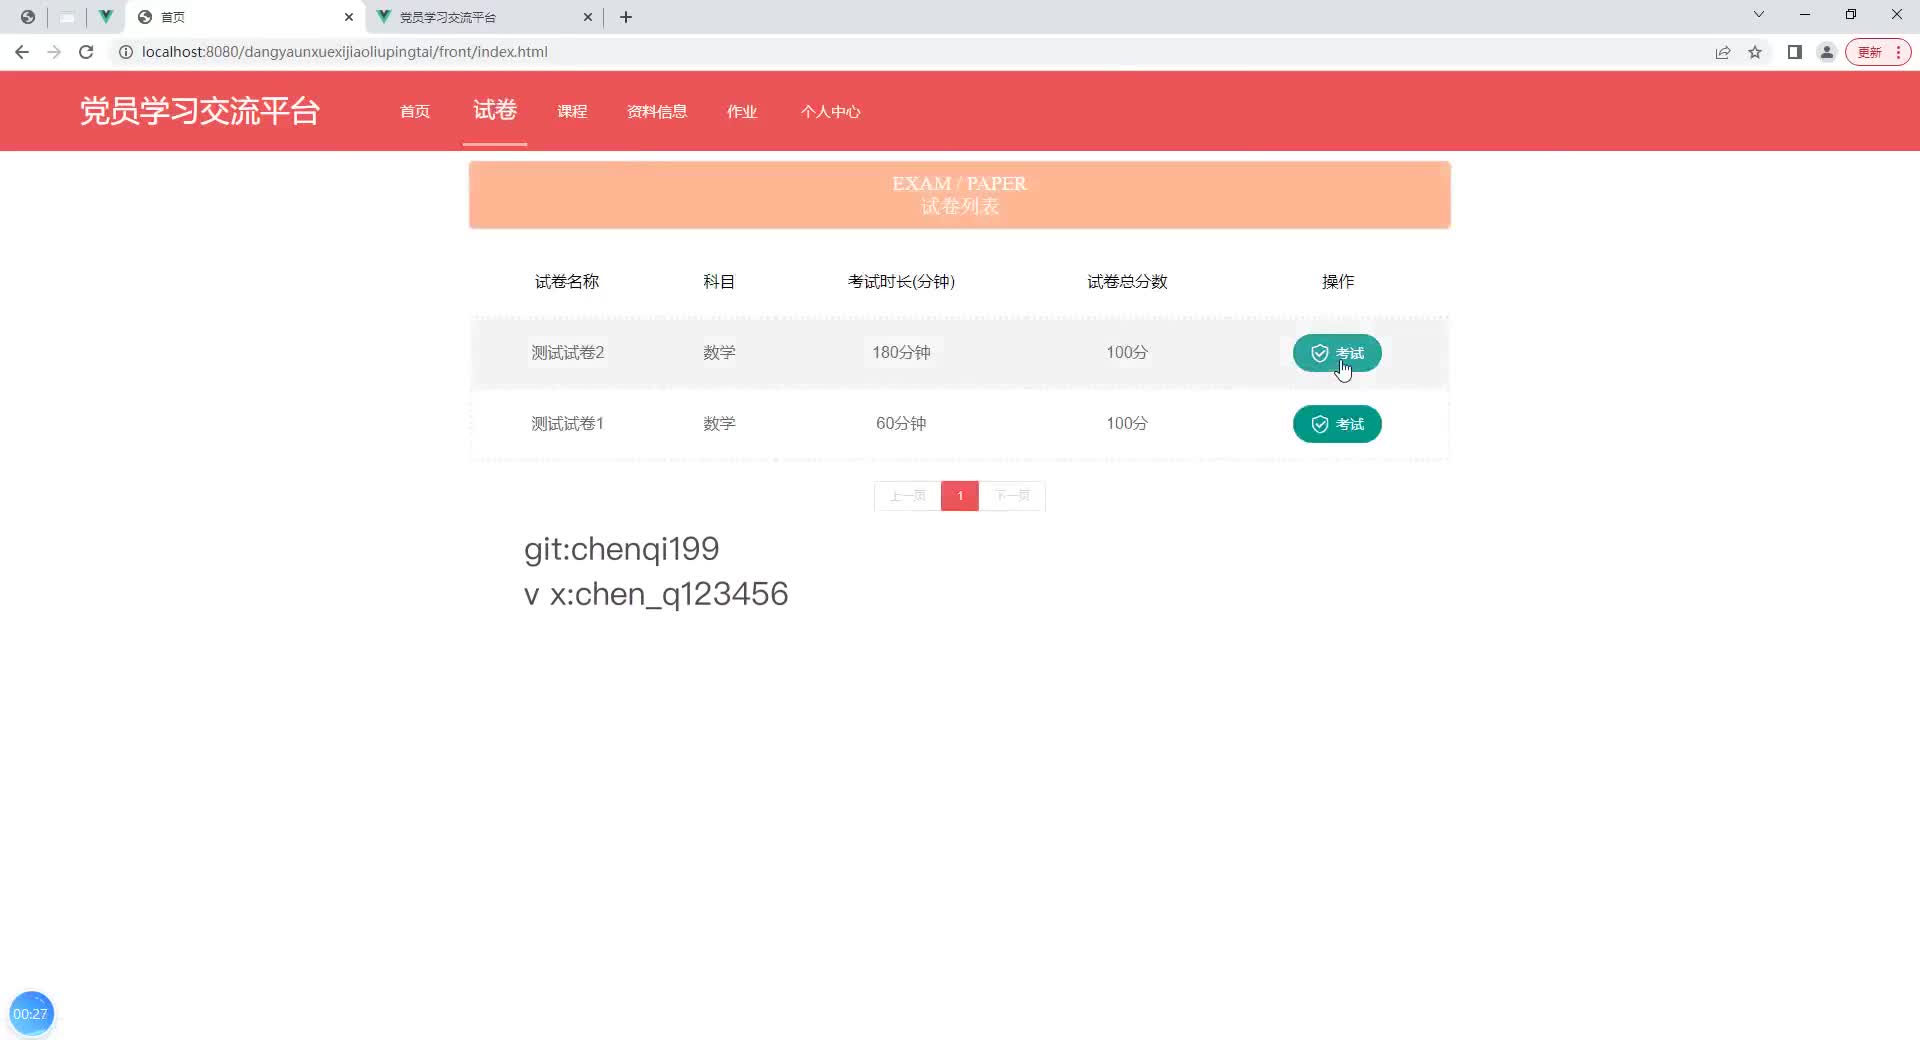 首页
党员学习交流平台
localhost:8080/dangyaunxuexijiaoliupingtai/front/index.html
更新
党员学习交流平台 首页 试卷 课程 资料信息 作业 个人中心
EXAM / PAPER
试卷列表
试卷名称 科目 考试时长(分钟) 试卷总分数 操作
测试试卷2 数学 180分钟 100分 考试
测试试卷1 数学 60分钟 100分 考试
上一页 1 下一页
git:chenqi199
v x:chen_q123456
00:27